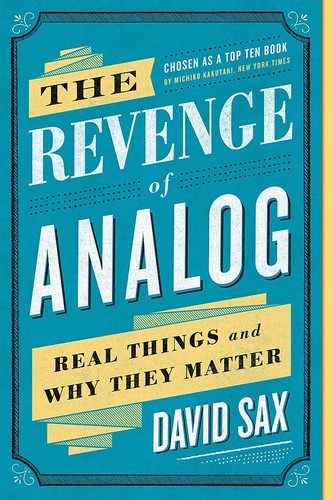 CHOSEN AS A TOP TEN BOOK
BY MICHIKO KAKUTANI, NEW YORK TIMES
THE
REVENGE
of
ANALOG
REAL THINGS and
WHY THEY MATTER
DAVID SAX